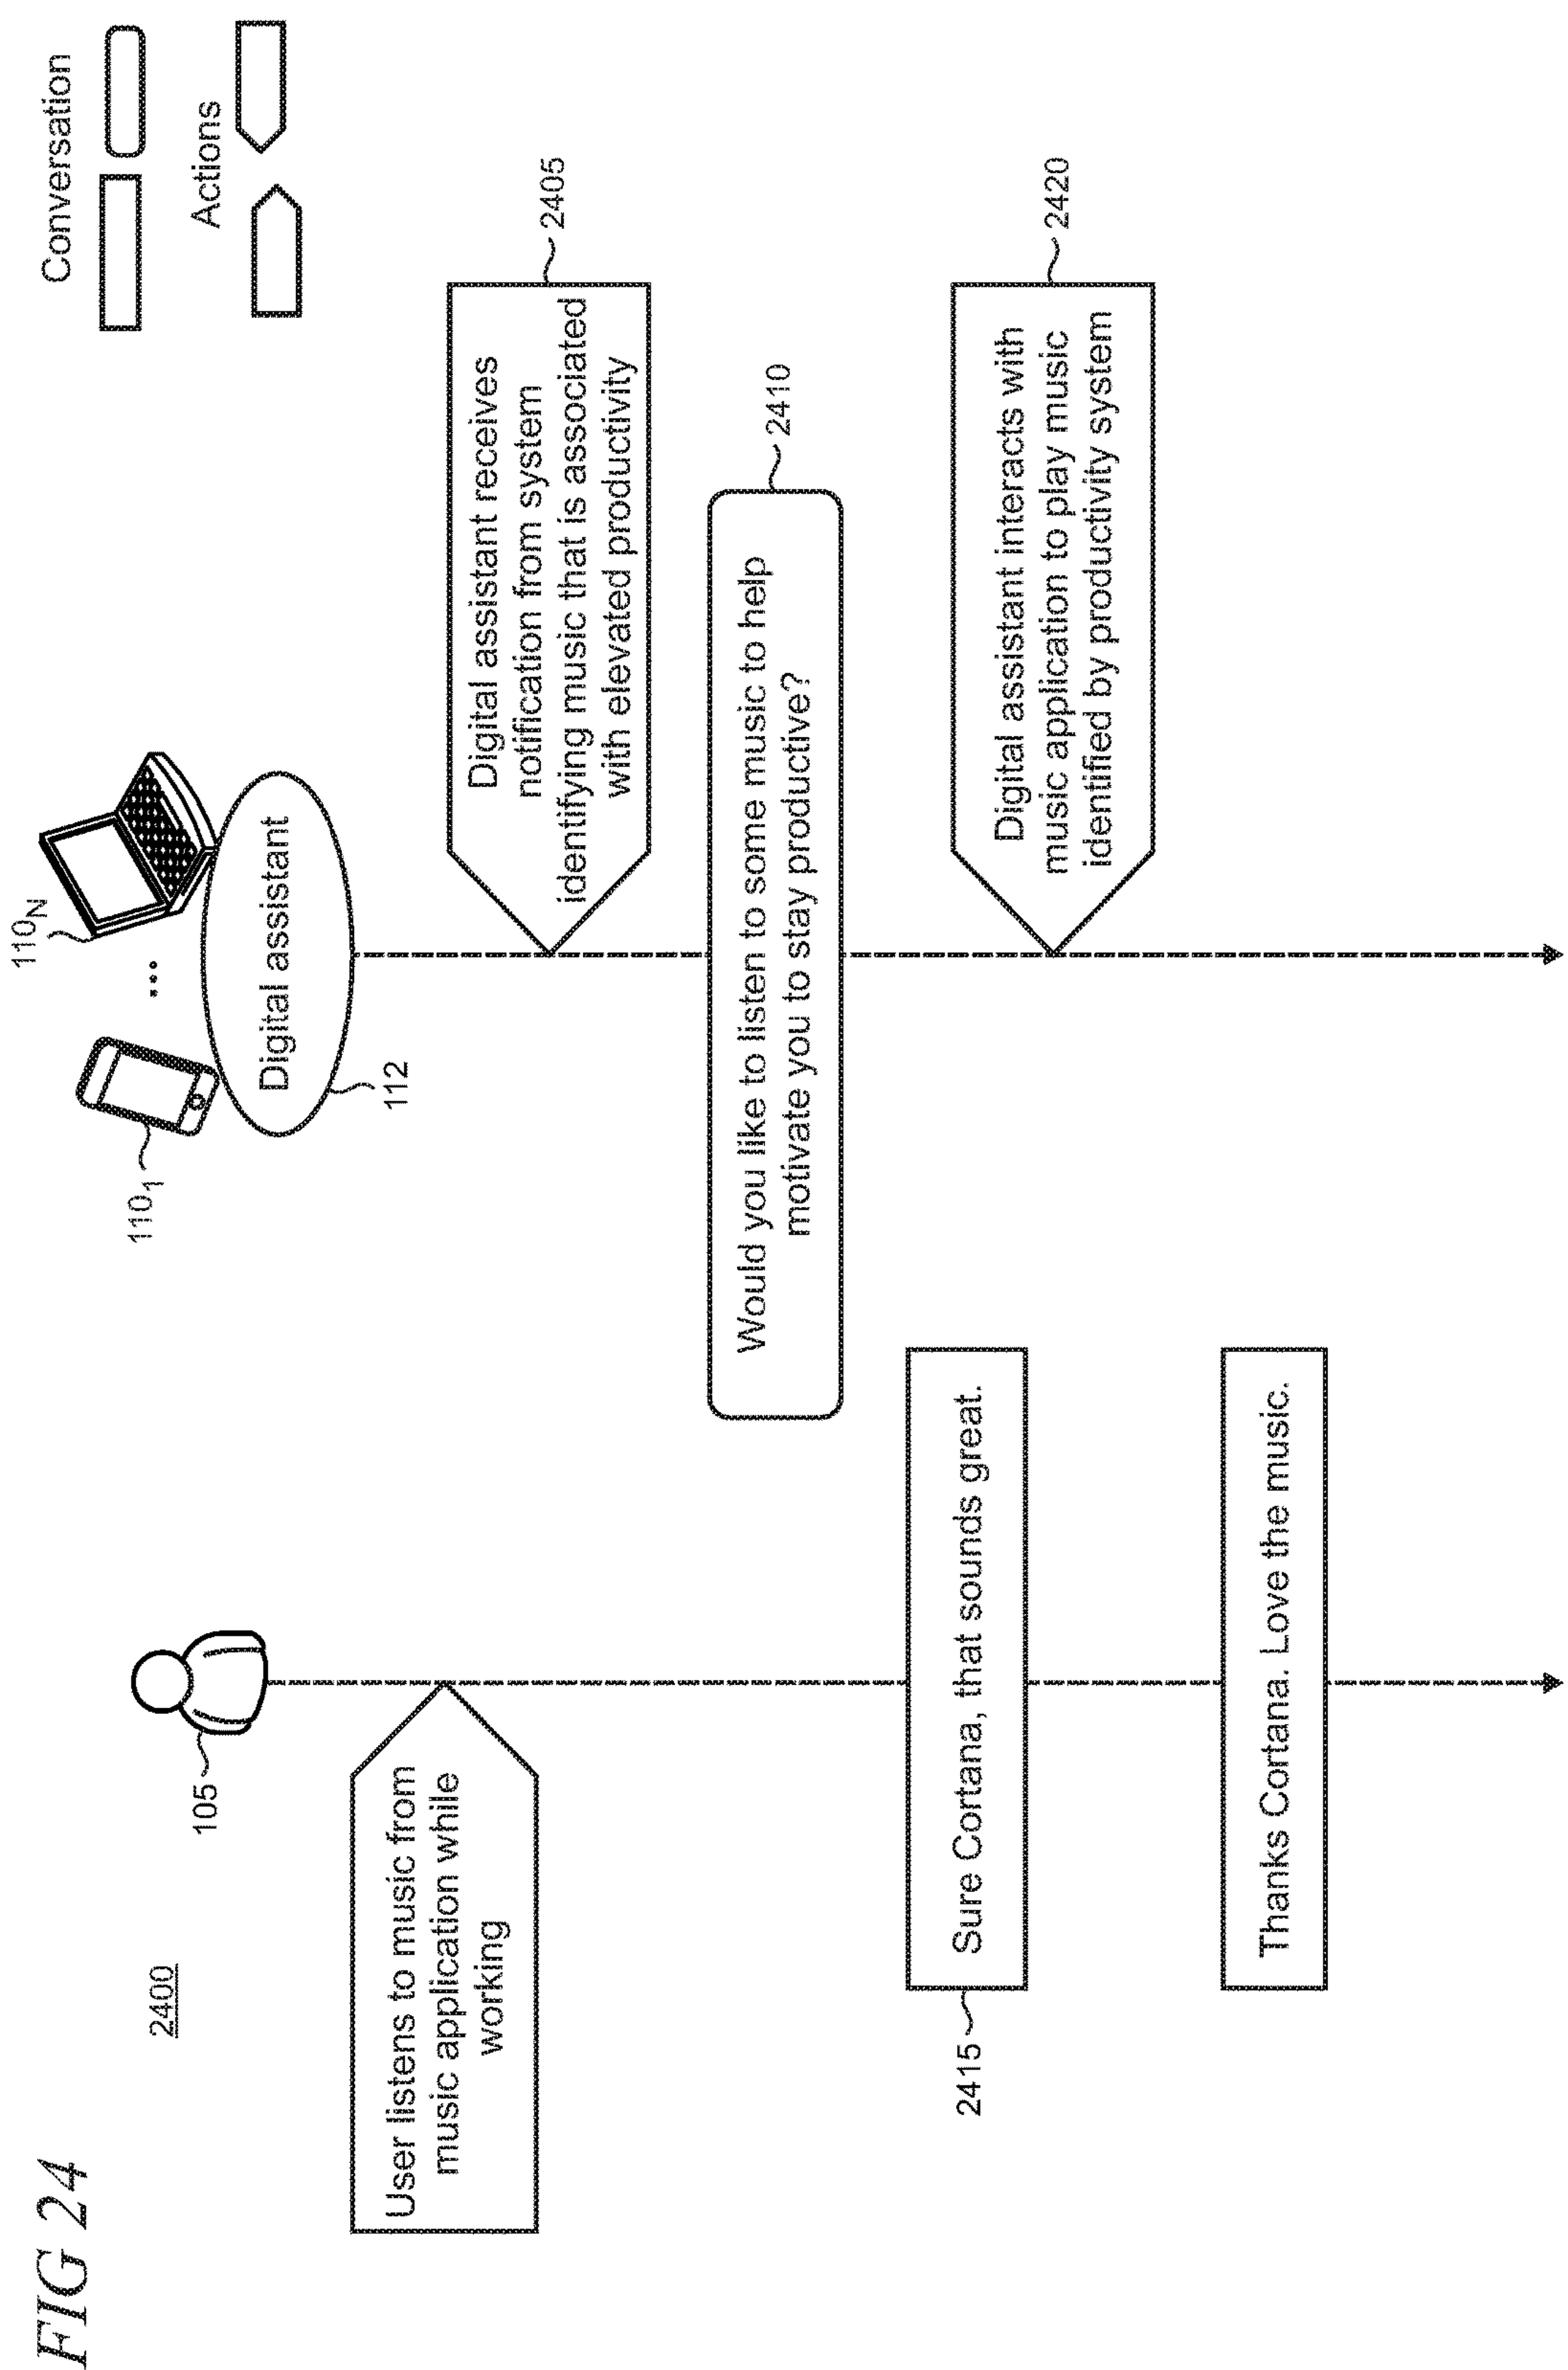 FIG 24
2400
105
110₁
...
110N
Digital assistant
112
Conversation
Actions
User listens to music from
music application while
working
Digital assistant receives
notification from system
identifying music that is associated
with elevated productivity
2405
Would you like to listen to some music to help
motivate you to stay productive?
2410
2415
Sure Cortana, that sounds great.
Digital assistant interacts with
music application to play music
identified by productivity system
2420
Thanks Cortana. Love the music.